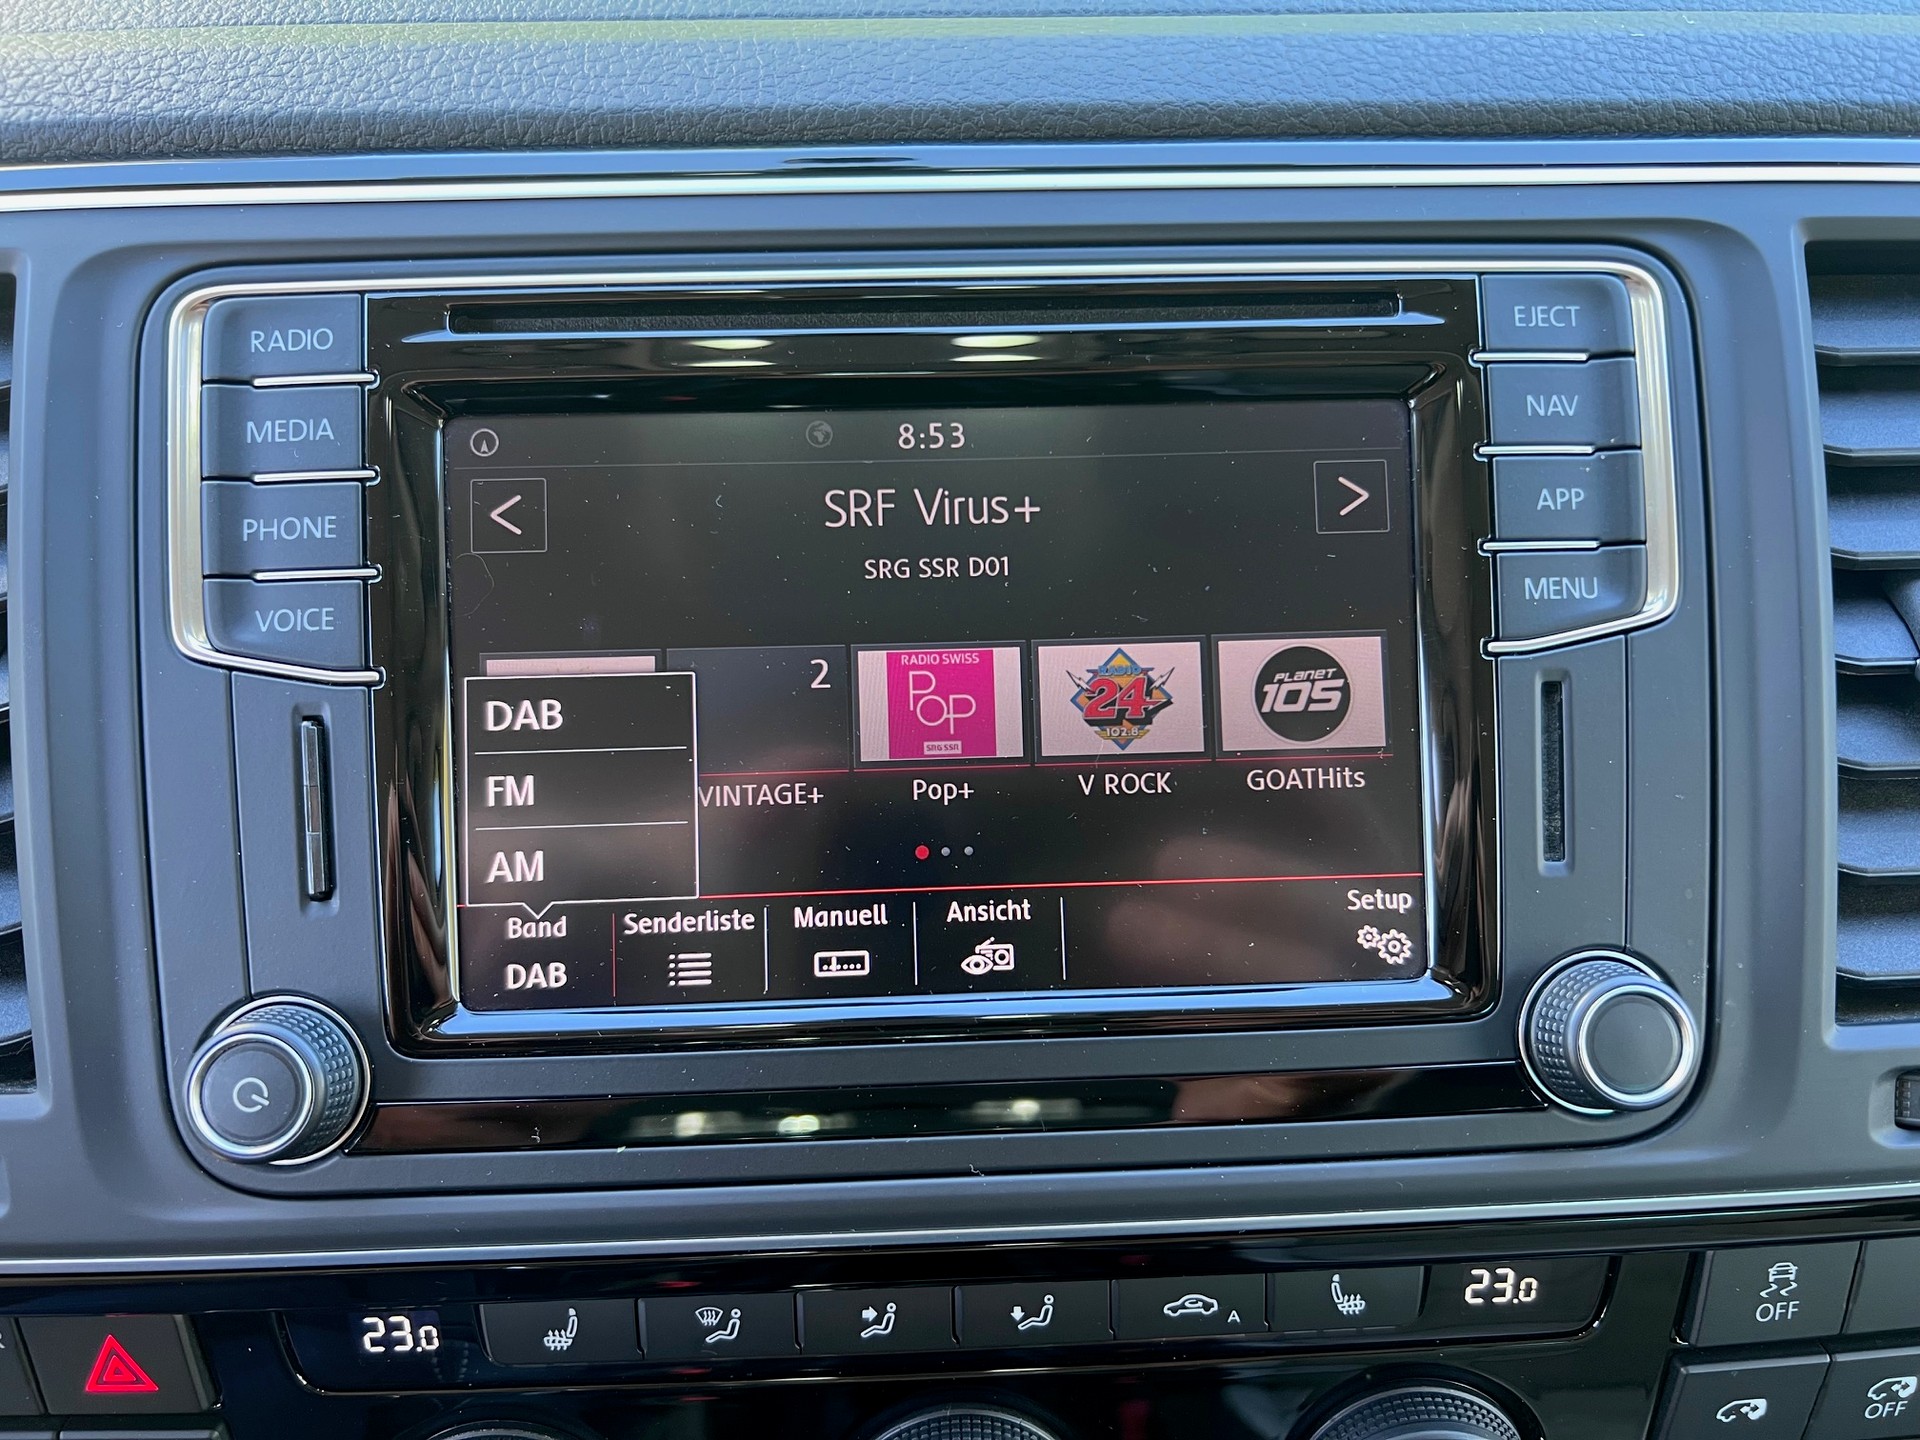 RADIO
MEDIA
PHONE
VOICE
EJECT
NAV
APP
MENU
8:53
SRF Virus+
SRG SSR D01
2
RADIO SWISS
POP
SRG SSR
RADIO
24
102.8
PLANET
105
VINTAGE+
Pop+
V ROCK
GOATHits
DAB
FM
AM
Band
DAB
Senderliste
Manuell
Ansicht
Setup
23.0
A
23.0
OFF
OFF